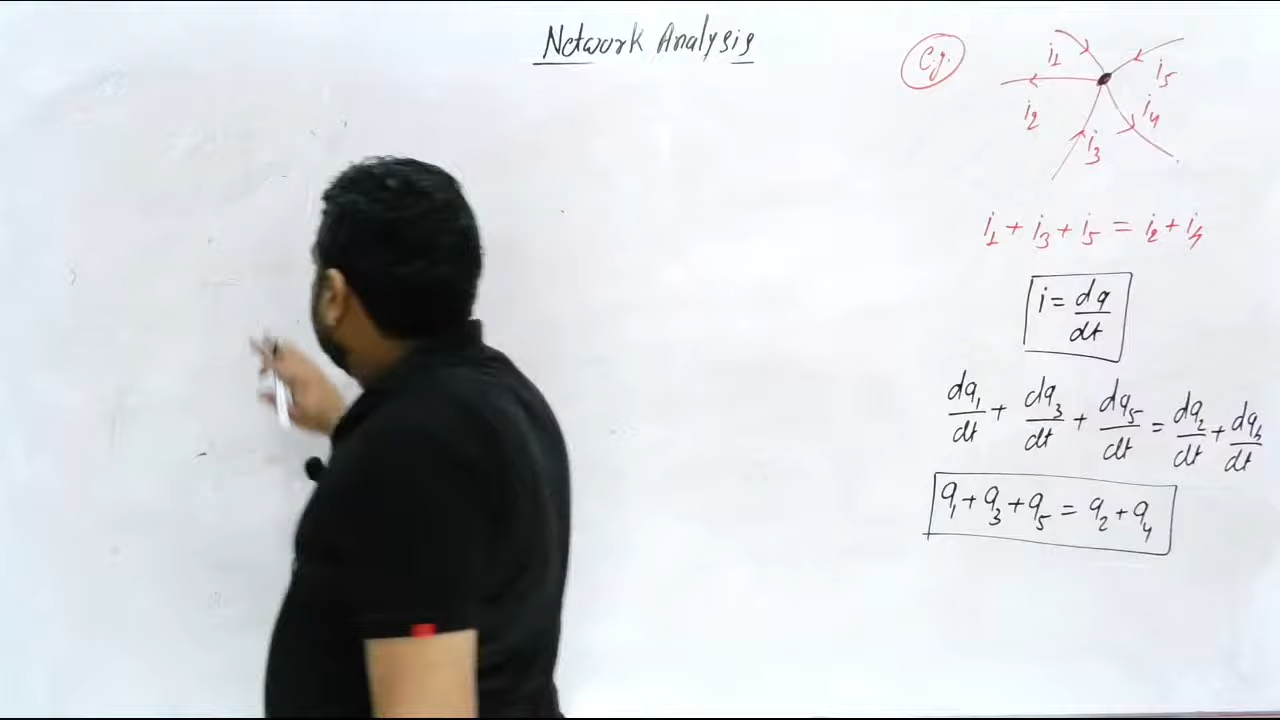 Network Analysis
e.g.
i1
i5
i2
i4
i3
i1 + i3 + i5 = i2 + i4
i = dq/dt
dq1/dt + dq3/dt + dq5/dt = dq2/dt + dq4/dt
q1 + q3 + q5 = q2 + q4